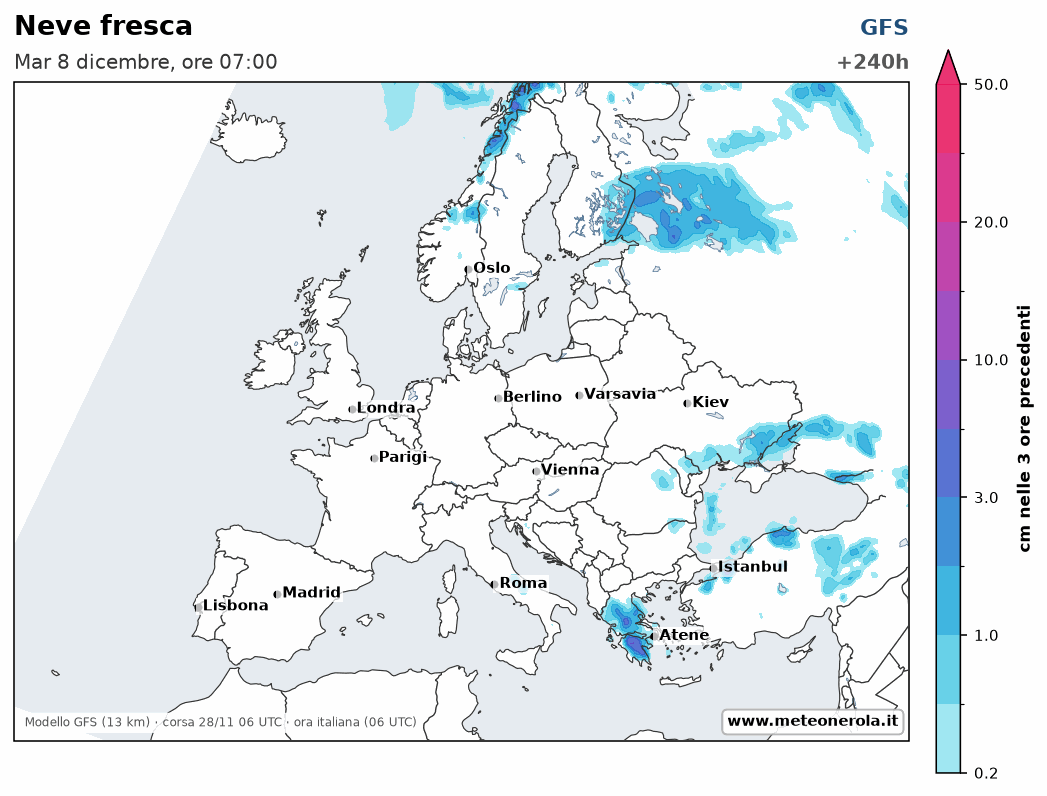 Neve fresca
GFS
Mar 8 dicembre, ore 07:00
+240h
50.0
20.0
10.0
3.0
1.0
0.2
cm nelle 3 ore precedenti
Oslo
Berlino
Varsavia
Kiev
Londra
Parigi
Vienna
Istanbul
Roma
Madrid
Lisbona
Atene
Modello GFS (13 km) · corsa 28/11 06 UTC · ora italiana (06 UTC)
www.meteonerola.it